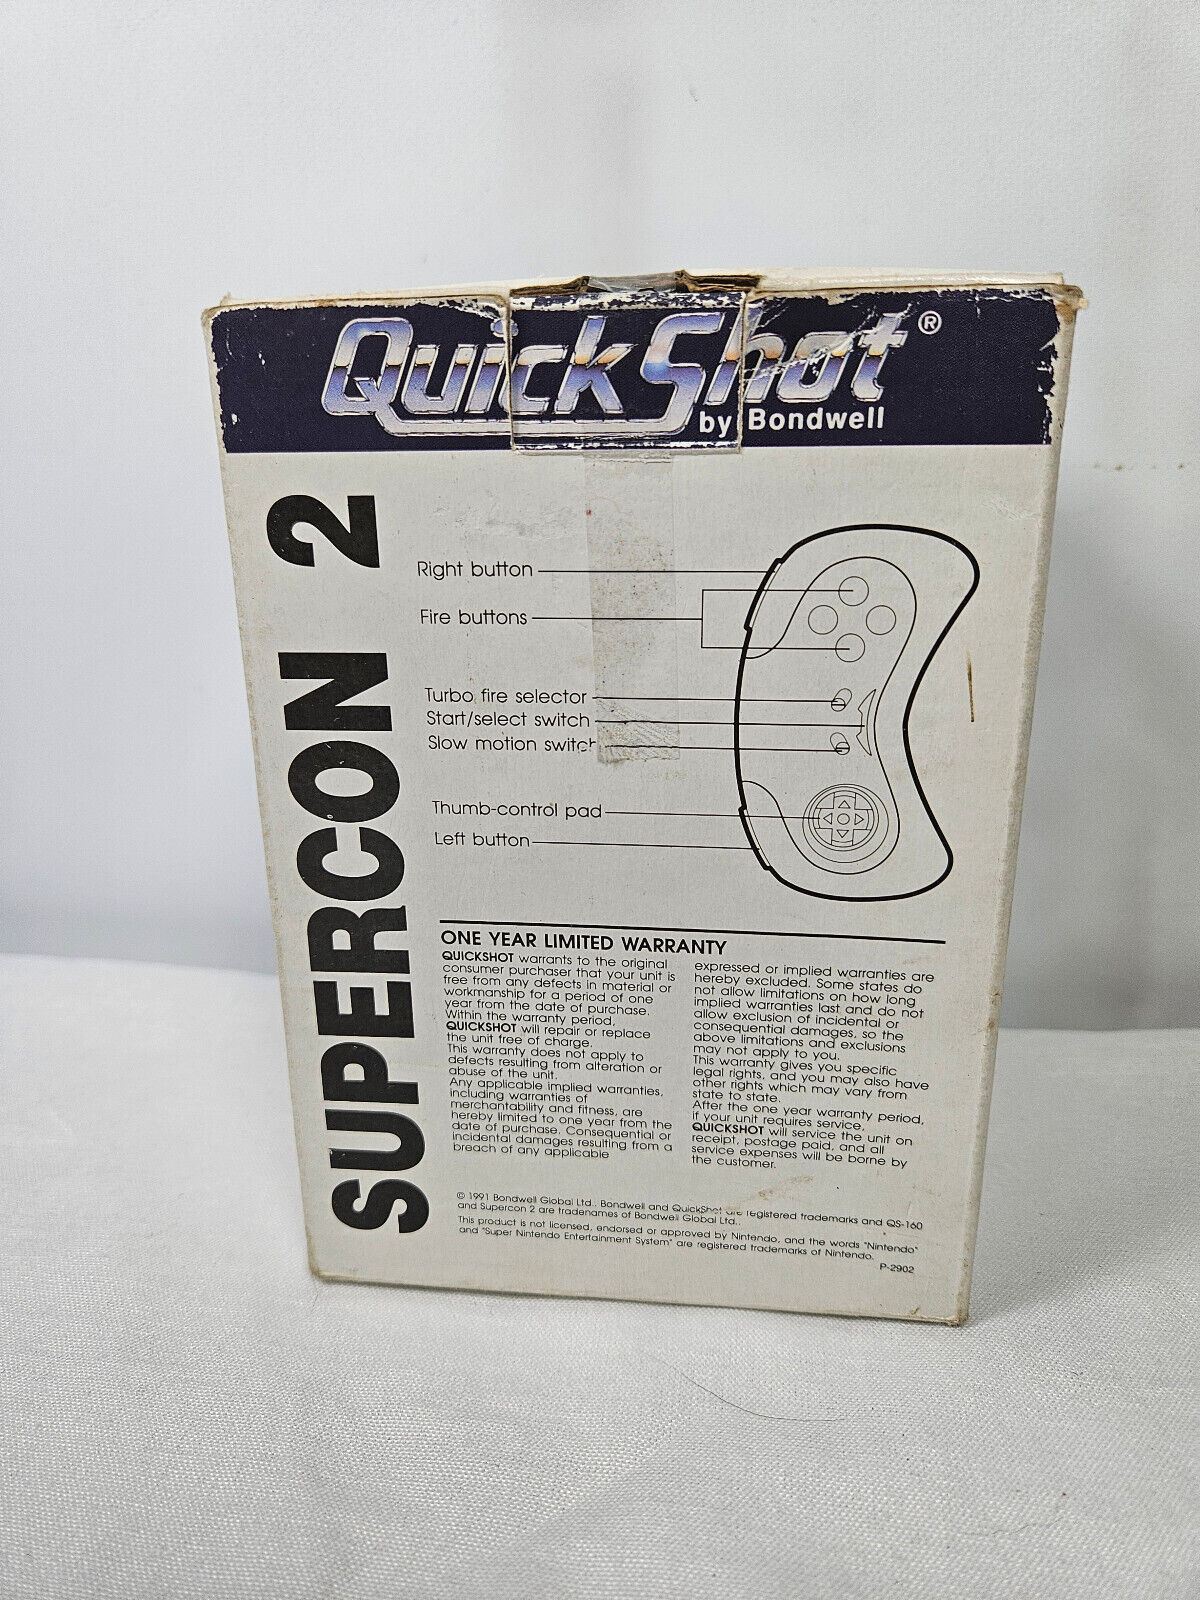 QuickShot®
by Bondwell
SUPERCON 2
Right button
Fire buttons
Turbo fire selector
Start/select switch
Slow motion switch
Thumb-control pad
Left button
ONE YEAR LIMITED WARRANTY
QUICKSHOT warrants to the original
consumer purchaser that your unit is
free from any defects in material or
workmanship for a period of one
year from the date of purchase.
Within the warranty period,
QUICKSHOT will repair or replace
the unit free of charge.
This warranty does not apply to
defects resulting from alteration or
abuse of the unit.
Any applicable implied warranties,
including warranties of
merchantability and fitness, are
hereby limited to one year from the
date of purchase. Consequential or
incidental damages resulting from a
breach of any applicable
expressed or implied warranties are
hereby excluded. Some states do
not allow limitations on how long
implied warranties last and do not
allow exclusion of incidental or
consequential damages, so the
above limitations and exclusions
may not apply to you.
This warranty gives you specific
legal rights, and you may also have
other rights which may vary from
state to state.
After the one year warranty period,
if your unit requires service,
QUICKSHOT will service the unit on
receipt, postage paid, and all
service expenses will be borne by
the customer.
© 1991 Bondwell Global Ltd.. Bondwell and QuickShot are registered trademarks and QS-160
and Supercon 2 are tradenames of Bondwell Global Ltd..
This product is not licensed, endorsed or approved by Nintendo, and the words "Nintendo"
and "Super Nintendo Entertainment System" are registered trademarks of Nintendo.
P-2902